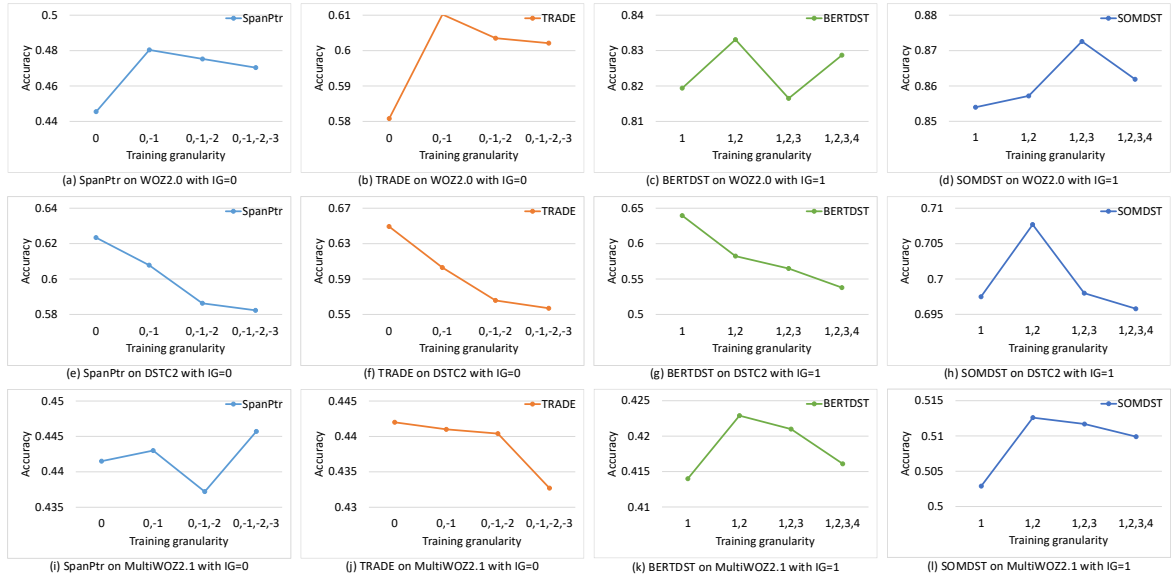 SpanPtr
0.5
0.48
0.46
0.44
Accuracy
0
0,-1
0,-1,-2
0,-1,-2,-3
Training granularity
(a) SpanPtr on WOZ2.0 with IG=0
TRADE
0.61
0.6
0.59
0.58
Accuracy
0
0,-1
0,-1,-2
0,-1,-2,-3
Training granularity
(b) TRADE on WOZ2.0 with IG=0
BERTDST
0.84
0.83
0.82
0.81
Accuracy
1
1,2
1,2,3
1,2,3,4
Training granularity
(c) BERTDST on WOZ2.0 with IG=1
SOMDST
0.88
0.87
0.86
0.85
Accuracy
1
1,2
1,2,3
1,2,3,4
Training granularity
(d) SOMDST on WOZ2.0 with IG=1
SpanPtr
0.64
0.62
0.6
0.58
Accuracy
0
0,-1
0,-1,-2
0,-1,-2,-3
Training granularity
(e) SpanPtr on DSTC2 with IG=0
TRADE
0.67
0.63
0.59
0.55
Accuracy
0
0,-1
0,-1,-2
0,-1,-2,-3
Training granularity
(f) TRADE on DSTC2 with IG=0
BERTDST
0.65
0.6
0.55
0.5
Accuracy
1
1,2
1,2,3
1,2,3,4
Training granularity
(g) BERTDST on DSTC2 with IG=1
SOMDST
0.71
0.705
0.7
0.695
Accuracy
1
1,2
1,2,3
1,2,3,4
Training granularity
(h) SOMDST on DSTC2 with IG=1
SpanPtr
0.45
0.445
0.44
0.435
Accuracy
0
0,-1
0,-1,-2
0,-1,-2,-3
Training granularity
(i) SpanPtr on MultiWOZ2.1 with IG=0
TRADE
0.445
0.44
0.435
0.43
Accuracy
0
0,-1
0,-1,-2
0,-1,-2,-3
Training granularity
(j) TRADE on MultiWOZ2.1 with IG=0
BERTDST
0.425
0.42
0.415
0.41
Accuracy
1
1,2
1,2,3
1,2,3,4
Training granularity
(k) BERTDST on MultiWOZ2.1 with IG=1
SOMDST
0.515
0.51
0.505
0.5
Accuracy
1
1,2
1,2,3
1,2,3,4
Training granularity
(l) SOMDST on MultiWOZ2.1 with IG=1